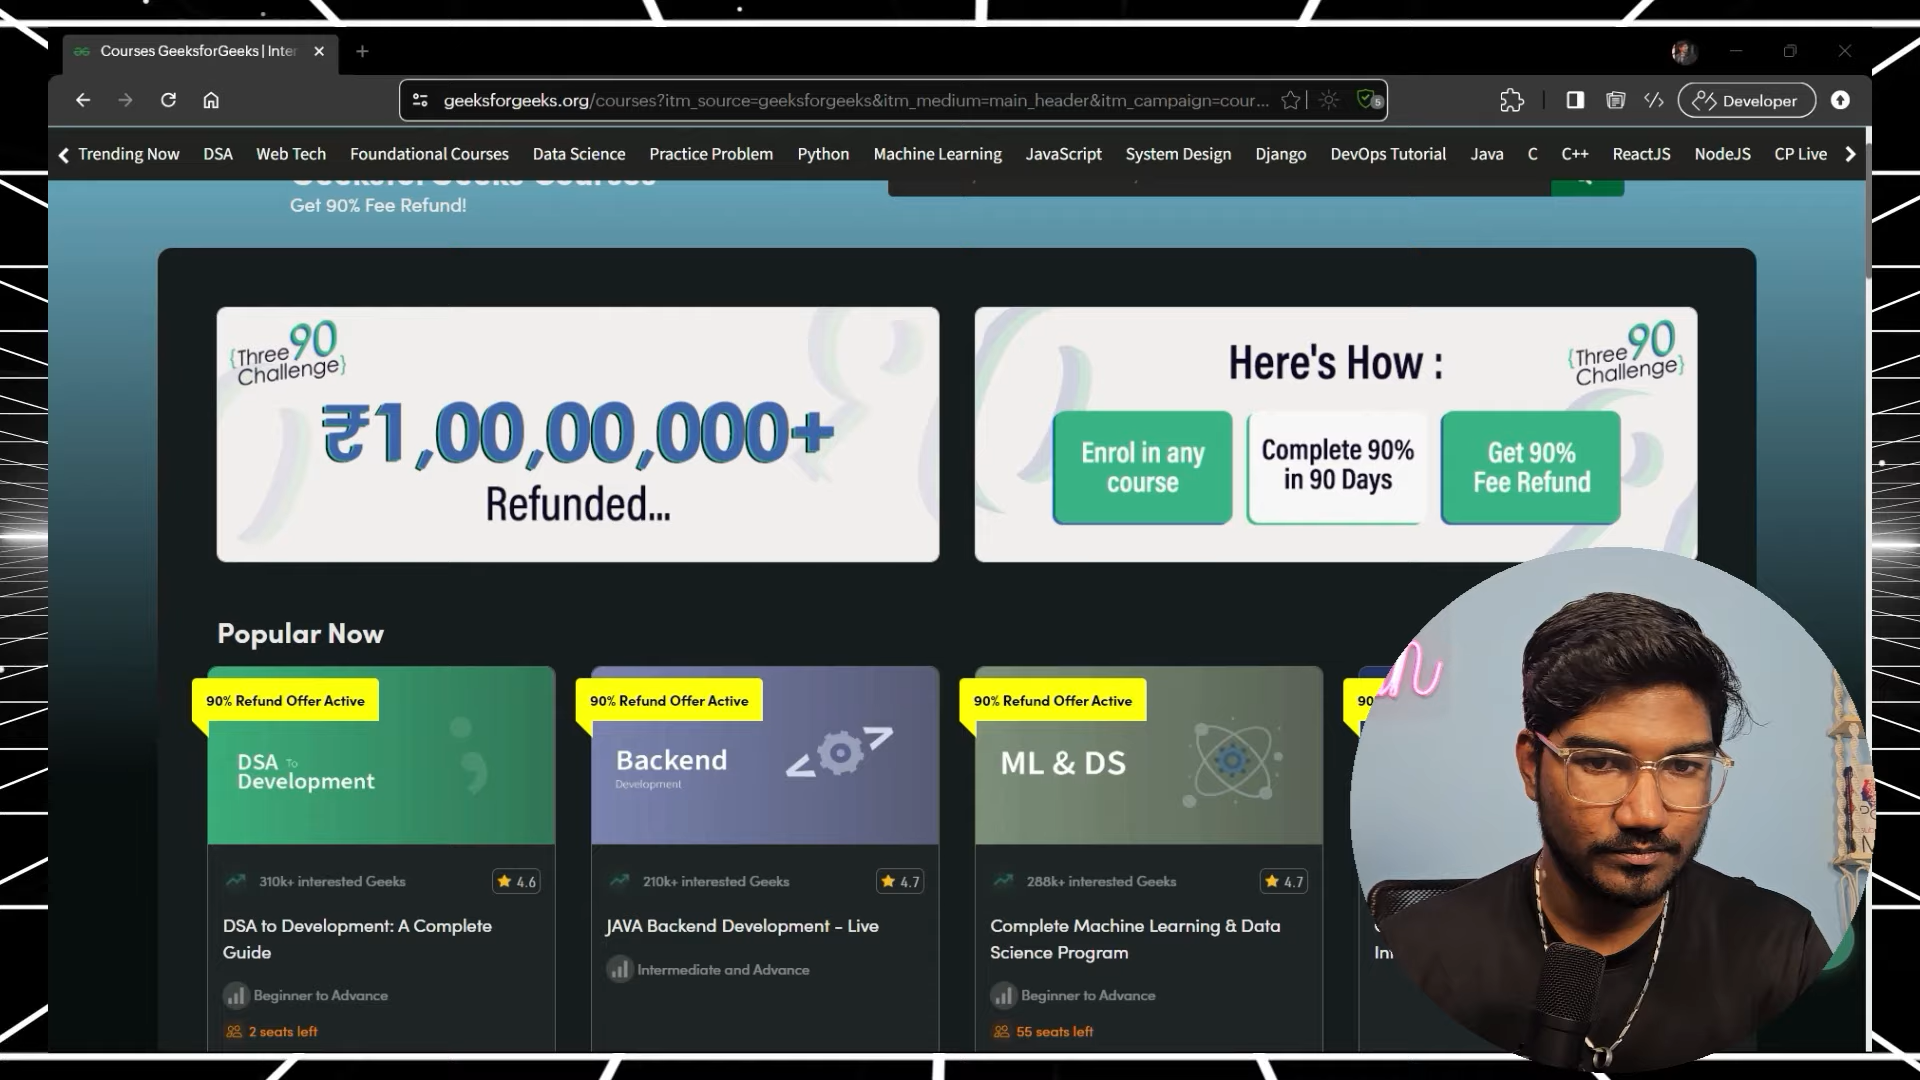 Courses GeeksforGeeks | Inter
geeksforgeeks.org/courses?itm_source=geeksforgeeks&itm_medium=main_header&itm_campaign=cour...
5
Developer
Trending Now DSA Web Tech Foundational Courses Data Science Practice Problem Python Machine Learning JavaScript System Design Django DevOps Tutorial Java C C++ ReactJS NodeJS CP Live
GeeksforGeeks Courses
Get 90% Fee Refund!
{Three 90
Challenge}
₹1,00,00,000+
Refunded...
Here's How :
{Three 90
Challenge}
Enrol in any
course
Complete 90%
in 90 Days
Get 90%
Fee Refund
Popular Now
90% Refund Offer Active
DSA To
Development
310k+ interested Geeks
4.6
DSA to Development: A Complete
Guide
Beginner to Advance
2 seats left
90% Refund Offer Active
Backend
Development
210k+ interested Geeks
4.7
JAVA Backend Development - Live
Intermediate and Advance
90% Refund Offer Active
ML & DS
288k+ interested Geeks
4.7
Complete Machine Learning & Data
Science Program
Beginner to Advance
55 seats left
90